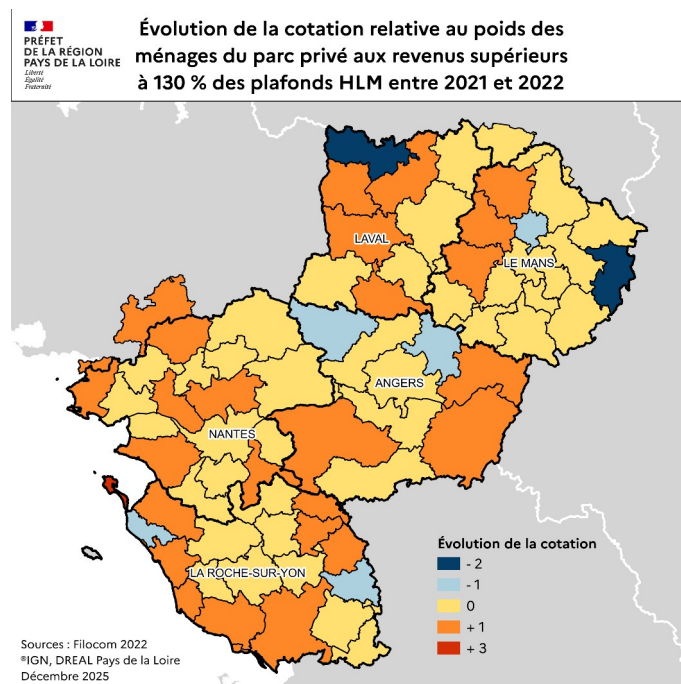 PRÉFET
DE LA RÉGION
PAYS DE LA LOIRE
Liberté
Égalité
Fraternité
Évolution de la cotation relative au poids des
ménages du parc privé aux revenus supérieurs
à 130 % des plafonds HLM entre 2021 et 2022
LAVAL
LE MANS
ANGERS
NANTES
LA ROCHE-SUR-YON
Évolution de la cotation
- 2
- 1
0
+ 1
+ 3
Sources : Filocom 2022
®IGN, DREAL Pays de la Loire
Décembre 2025